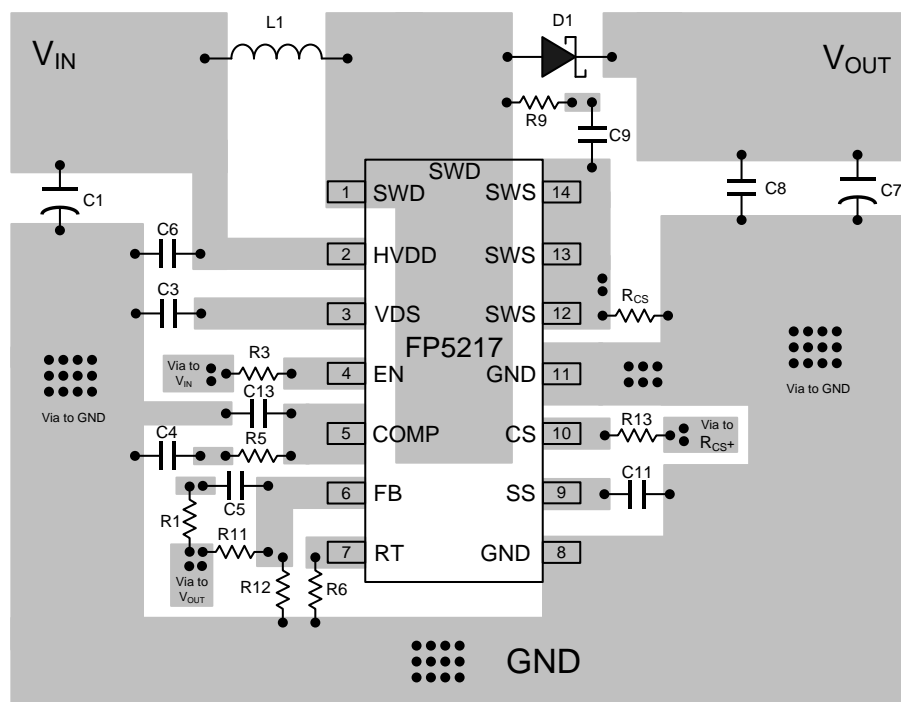 L1
D1
VIN
VOUT
R9
C9
SWD
C1
C8
C7
1 SWD
SWS 14
C6
2 HVDD
SWS 13
C3
3 VDS
SWS 12
RCS
FP5217
Via to VIN
R3
4 EN
GND 11
Via to GND
Via to GND
C13
C4
R5
5 COMP
CS 10
R13
Via to
RCS+
C5
6 FB
SS 9
C11
R1
R11
7 RT
GND 8
Via to
VOUT
R12
R6
GND